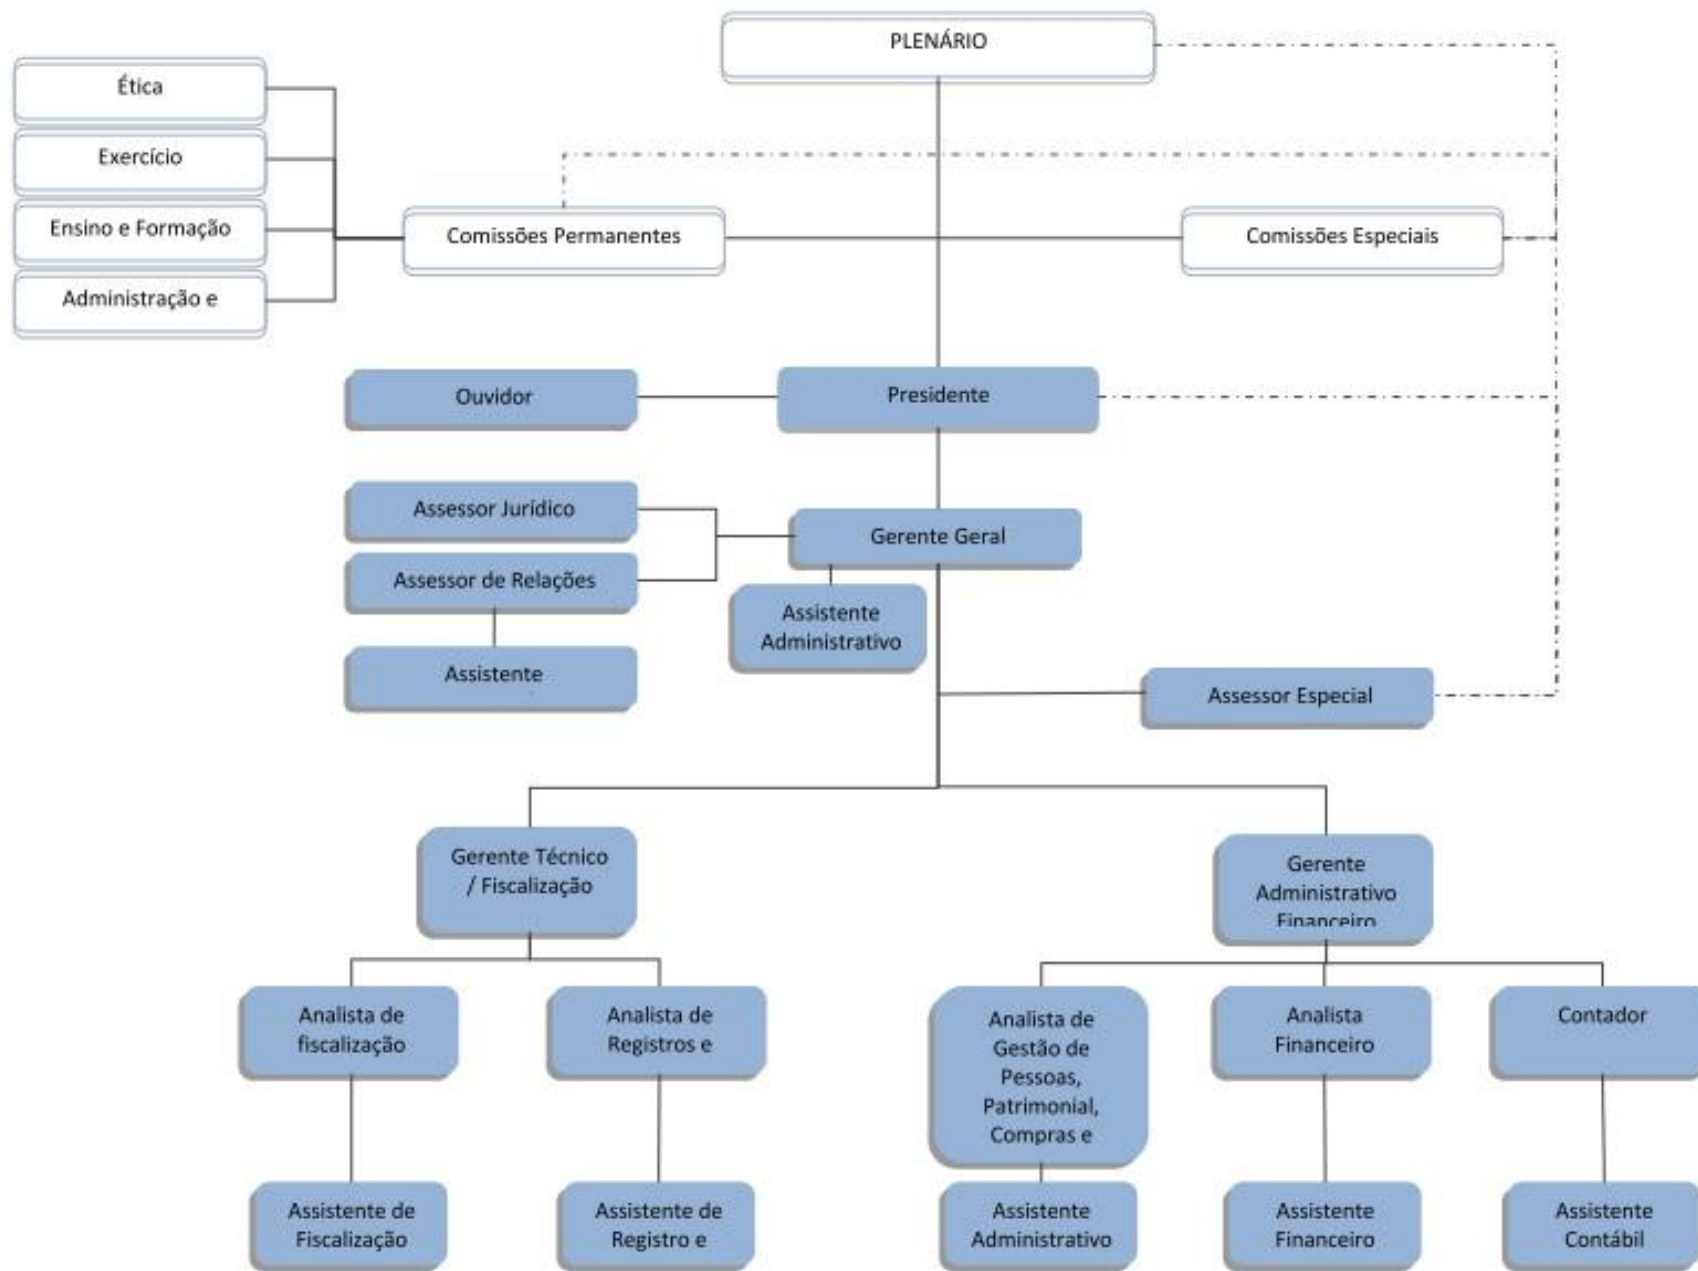 PLENÁRIO
Ética
Exercício
Ensino e Formação
Administração e
Comissões Permanentes
Comissões Especiais
Ouvidor
Presidente
Assessor Jurídico
Gerente Geral
Assessor de Relações
Assistente
Administrativo
Assistente
Assessor Especial
Gerente Técnico
/ Fiscalização
Gerente
Administrativo
Financeiro
Analista de
fiscalização
Analista de
Registros e
Analista de
Gestão de
Pessoas,
Patrimonial,
Compras e
Analista
Financeiro
Contador
Assistente de
Fiscalização
Assistente de
Registro e
Assistente
Administrativo
Assistente
Financeiro
Assistente
Contábil